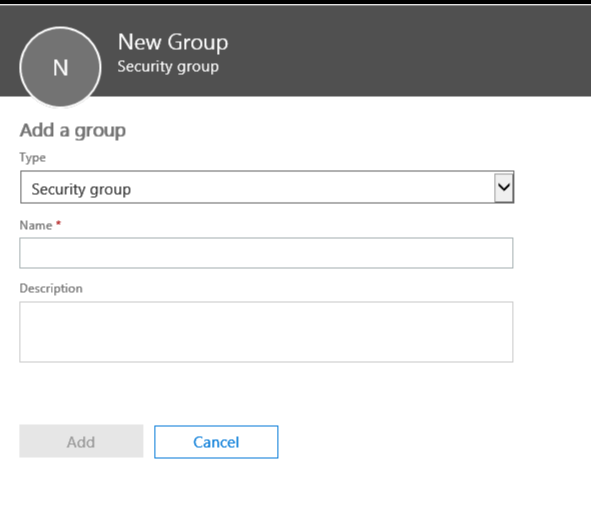 N
New Group
Security group
Add a group
Type
Security group
Name *
Description
Add
Cancel